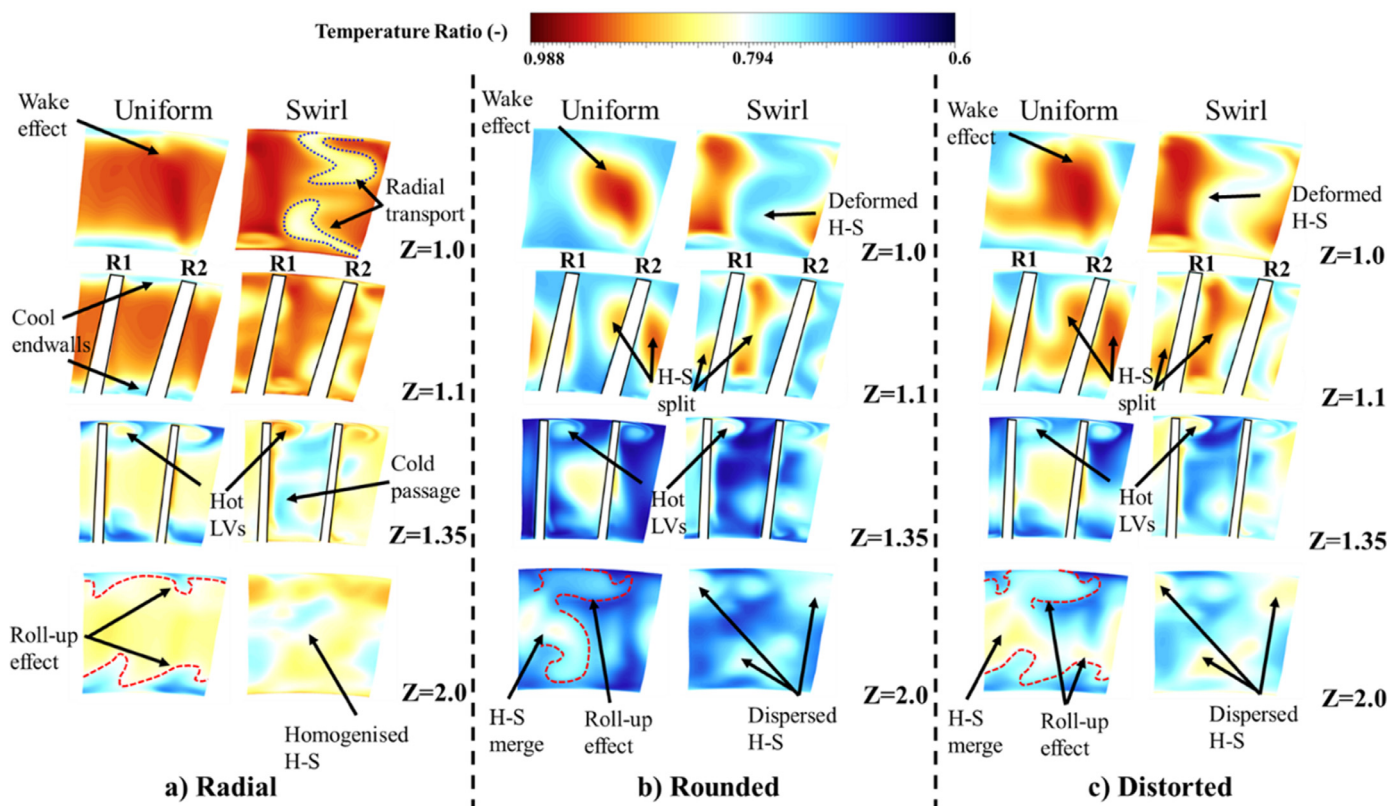 Temperature Ratio (-)
0.988
0.794
0.6
Wake
effect
Uniform
Swirl
Radial
transport
Z=1.0
R1
R2
R1
R2
Cool
endwalls
Z=1.1
Hot
LVs
Cold
passage
Z=1.35
Roll-up
effect
Z=2.0
Homogenised
H-S
a) Radial
Wake
effect
Uniform
Swirl
Deformed
H-S
Z=1.0
R1
R2
R1
R2
H-S
split
Z=1.1
Hot
LVs
Z=1.35
Z=2.0
H-S
merge
Roll-up
effect
Dispersed
H-S
b) Rounded
Wake
effect
Uniform
Swirl
Deformed
H-S
Z=1.0
R1
R2
R1
R2
H-S
split
Z=1.1
Hot
LVs
Z=1.35
Z=2.0
H-S
merge
Roll-up
effect
Dispersed
H-S
c) Distorted